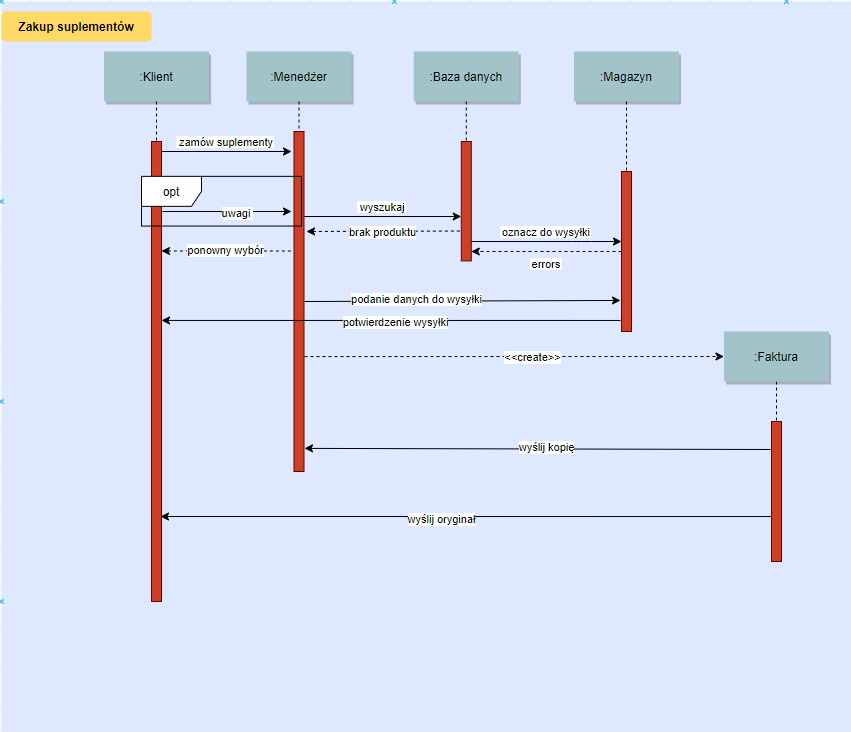 Zakup suplementów
:Klient
:Menedżer
:Baza danych
:Magazyn
zamów suplementy
opt
uwagi
wyszukaj
brak produktu
oznacz do wysyłki
ponowny wybór
errors
podanie danych do wysyłki
potwierdzenie wysyłki
<<create>>
:Faktura
wyślij kopię
wyślij oryginał